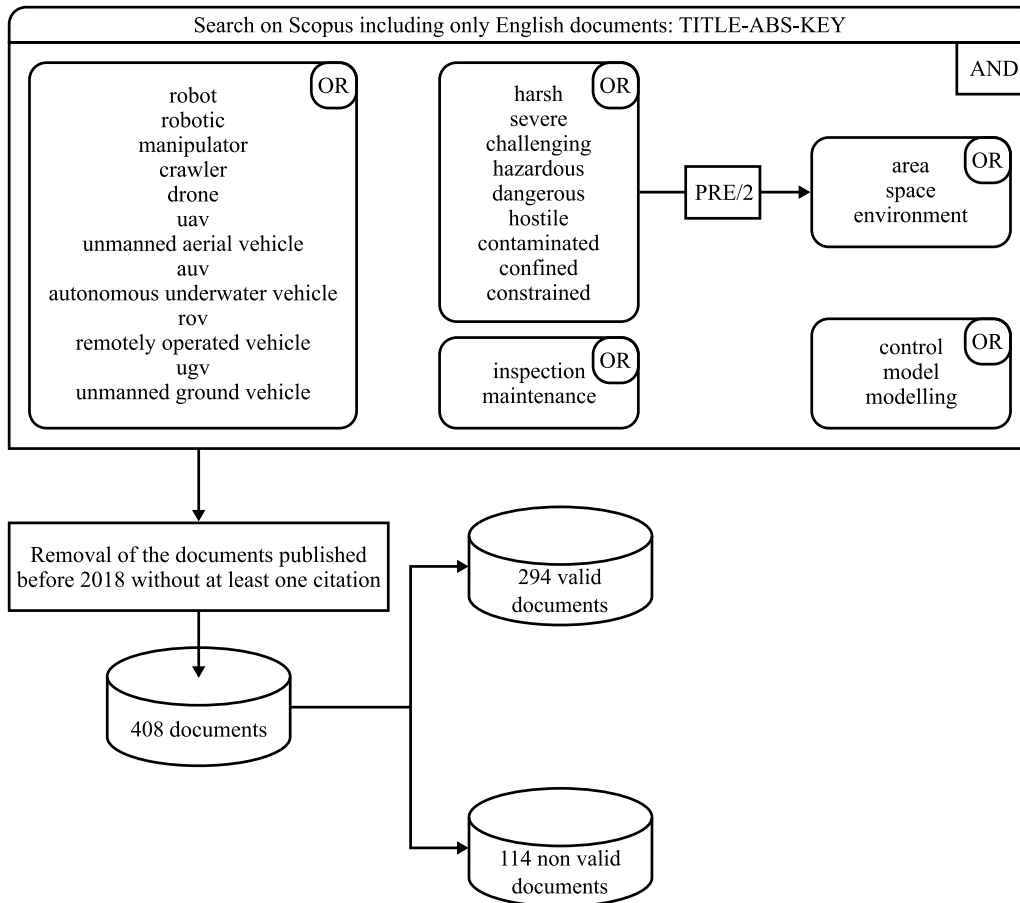 Search on Scopus including only English documents: TITLE-ABS-KEY
AND
OR
robot
robotic
manipulator
crawler
drone
uav
unmanned aerial vehicle
auv
autonomous underwater vehicle
rov
remotely operated vehicle
ugv
unmanned ground vehicle
OR
harsh
severe
challenging
hazardous
dangerous
hostile
contaminated
confined
constrained
PRE/2
OR
area
space
environment
OR
inspection
maintenance
OR
control
model
modelling
Removal of the documents published
before 2018 without at least one citation
408 documents
294 valid
documents
114 non valid
documents